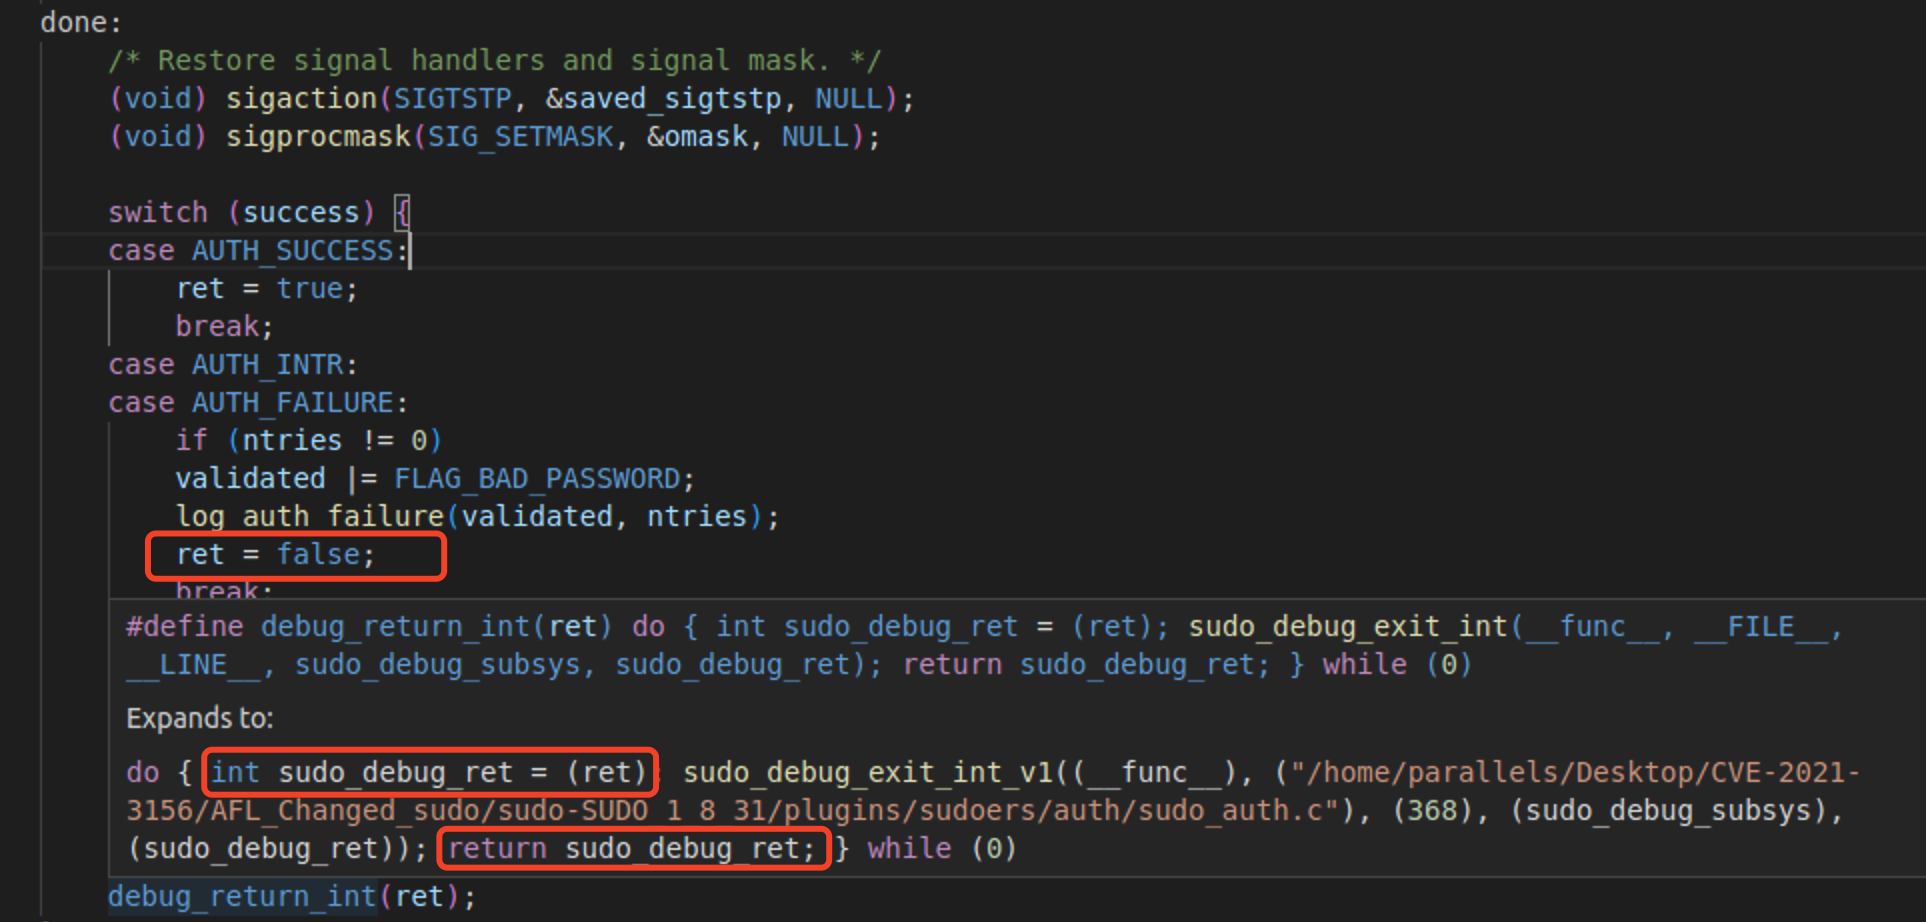 done:
/* Restore signal handlers and signal mask. */
(void) sigaction(SIGTSTP, &saved_sigtstp, NULL);
(void) sigprocmask(SIG_SETMASK, &omask, NULL);
switch (success) {
case AUTH_SUCCESS:
ret = true;
break;
case AUTH_INTR:
case AUTH_FAILURE:
if (ntries != 0)
validated |= FLAG_BAD_PASSWORD;
log_auth_failure(validated, ntries);
ret = false;
break;
#define debug_return_int(ret) do { int sudo_debug_ret = (ret); sudo_debug_exit_int(__func__, __FILE__,
__LINE__, sudo_debug_subsys, sudo_debug_ret); return sudo_debug_ret; } while (0)
Expands to:
do { int sudo_debug_ret = (ret); sudo_debug_exit_int_v1((__func__), ("/home/parallels/Desktop/CVE-2021-
3156/AFL_Changed_sudo/sudo-SUDO_1_8_31/plugins/sudoers/auth/sudo_auth.c"), (368), (sudo_debug_subsys),
(sudo_debug_ret)); return sudo_debug_ret; } while (0)
debug_return_int(ret);